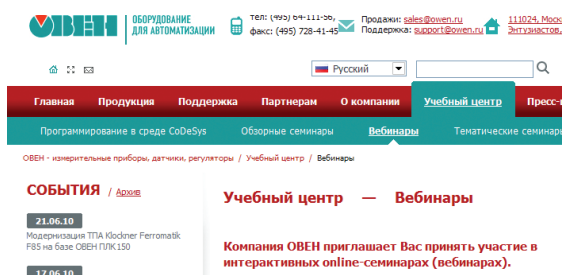 ОВЕН
ОБОРУДОВАНИЕ
ДЛЯ АВТОМАТИЗАЦИИ
Тел: (495) 64-111-56,
факс: (495) 728-41-45
Продажи: sales@owen.ru
Поддержка: support@owen.ru
111024,
Энтузиастов,
Русский
Главная Продукция Поддержка Партнерам О компании Учебный центр
Программирование в среде CoDeSys Обзорные семинары Вебинары Тематические семинары
ОВЕН - измерительные приборы, датчики, регуляторы / Учебный центр / Вебинары
СОБЫТИЯ / Архив
21.06.10
Модернизация ТПА Klockner Ferromatik
F85 на базе ОВЕН ПЛК150
17.06.10
Учебный центр — Вебинары
Компания ОВЕН приглашает Вас принять участие в
интерактивных online-семинарах (вебинарах).